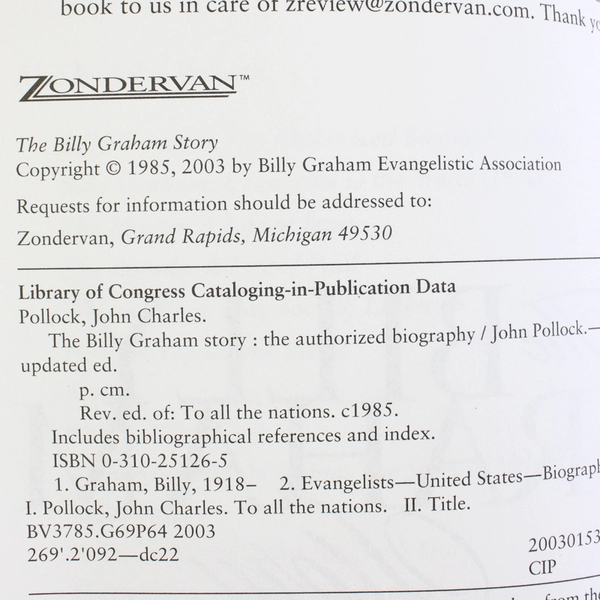 book to us in care of zreview@zondervan.com. Thank
ZONDERVAN™
The Billy Graham Story
Copyright © 1985, 2003 by Billy Graham Evangelistic Association
Requests for information should be addressed to:
Zondervan, Grand Rapids, Michigan 49530
Library of Congress Cataloging-in-Publication Data
Pollock, John Charles.
The Billy Graham story : the authorized biography / John Pollock.—
updated ed.
p. cm.
Rev. ed. of: To all the nations. c1985.
Includes bibliographical references and index.
ISBN 0-310-25126-5
1. Graham, Billy, 1918– 2. Evangelists—United States—Biograp
I. Pollock, John Charles. To all the nations. II. Title.
BV3785.G69P64 2003
269'.2'092—dc22
20030153
CIP
from the